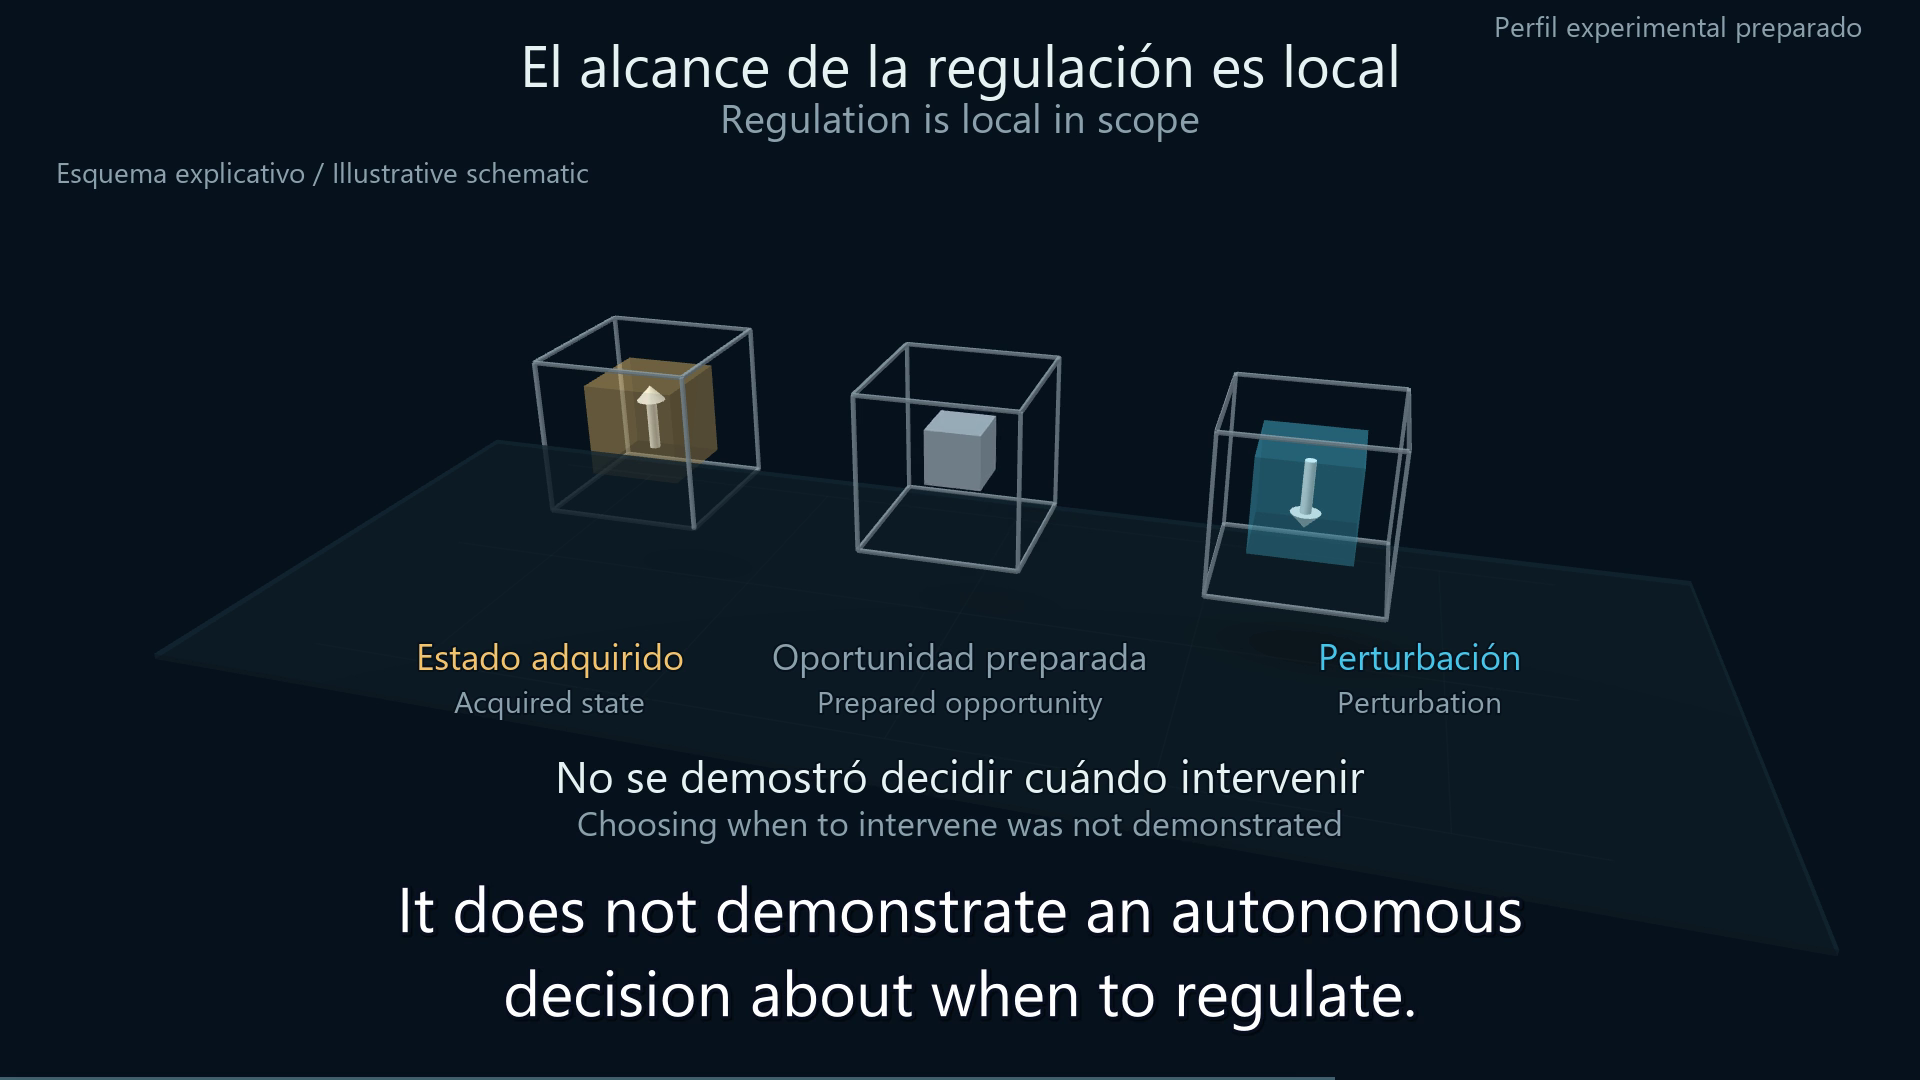 Perfil experimental preparado
El alcance de la regulación es local
Regulation is local in scope
Esquema explicativo / Illustrative schematic
Estado adquirido
Acquired state
Oportunidad preparada
Prepared opportunity
Perturbación
Perturbation
No se demostró decidir cuándo intervenir
Choosing when to intervene was not demonstrated
It does not demonstrate an autonomous
decision about when to regulate.